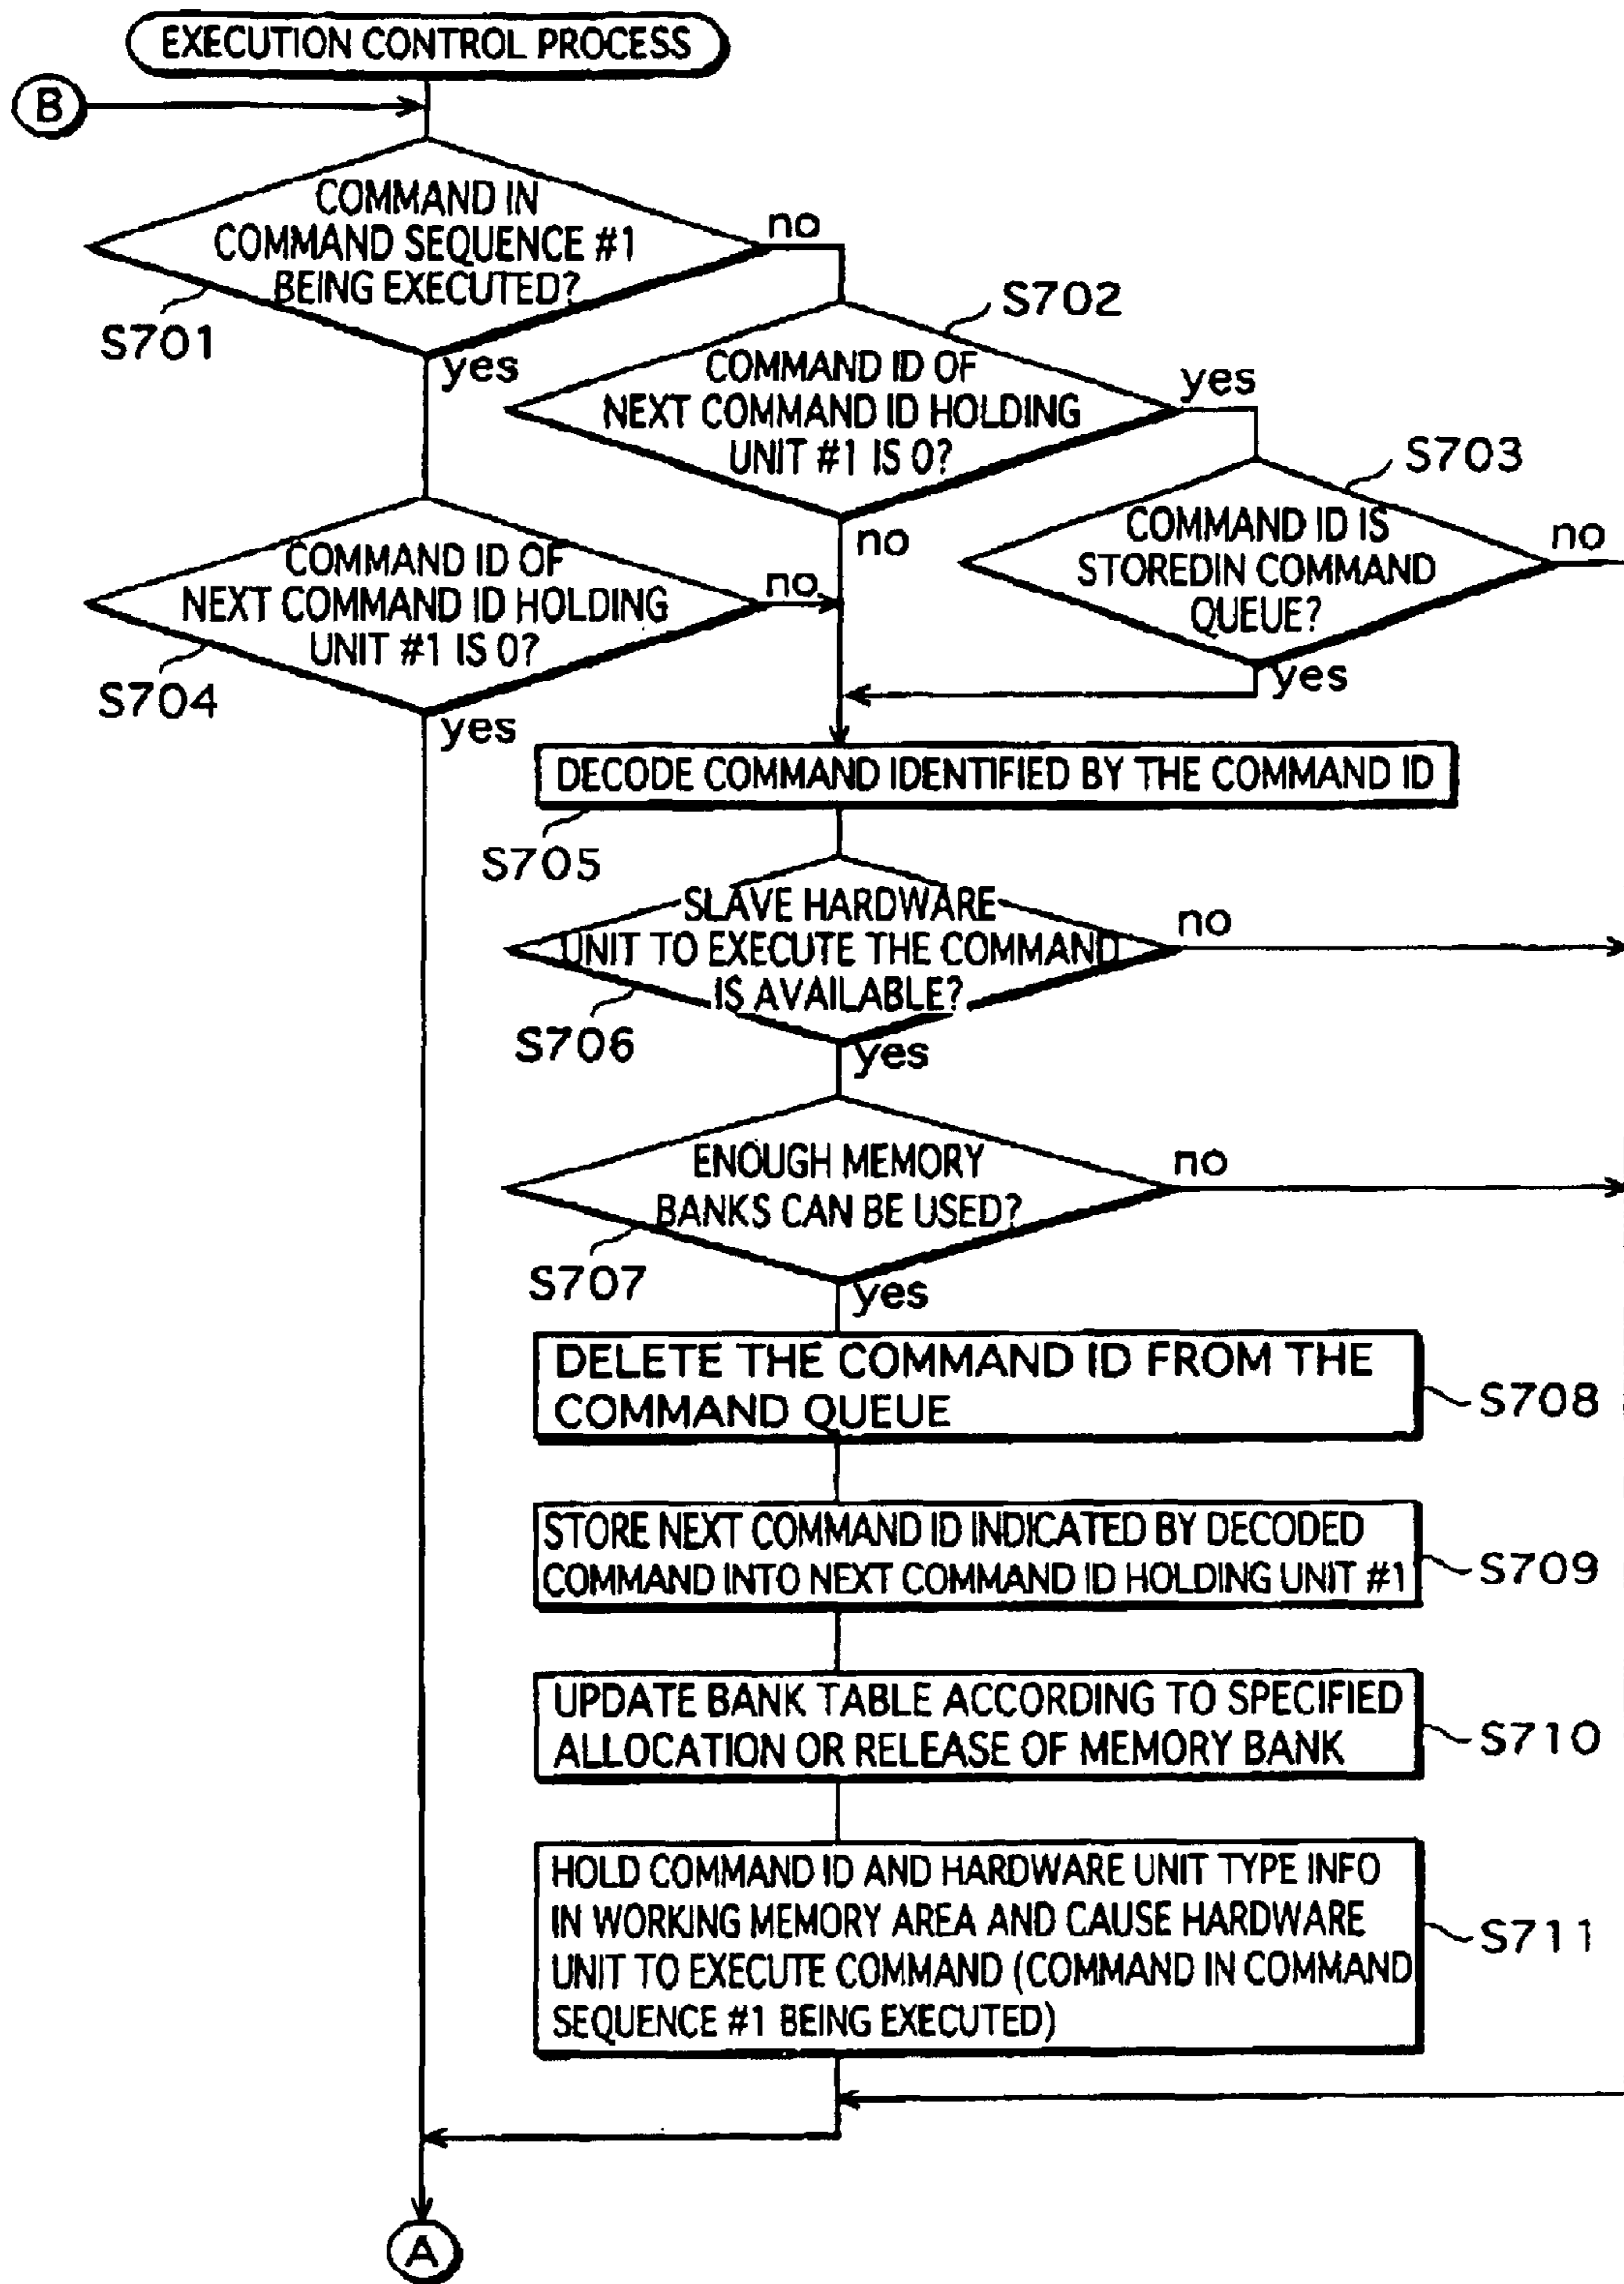 EXECUTION CONTROL PROCESS
B
COMMAND IN
COMMAND SEQUENCE #1
BEING EXECUTED?
no
S701
yes
S702
COMMAND ID OF
NEXT COMMAND ID HOLDING
UNIT #1 IS 0?
yes
no
S703
COMMAND ID IS
STOREDIN COMMAND
QUEUE?
no
yes
COMMAND ID OF
NEXT COMMAND ID HOLDING
UNIT #1 IS 0?
no
S704
yes
DECODE COMMAND IDENTIFIED BY THE COMMAND ID
S705
SLAVE HARDWARE
UNIT TO EXECUTE THE COMMAND
IS AVAILABLE?
no
S706
yes
ENOUGH MEMORY
BANKS CAN BE USED?
no
S707
yes
DELETE THE COMMAND ID FROM THE
COMMAND QUEUE
S708
STORE NEXT COMMAND ID INDICATED BY DECODED
COMMAND INTO NEXT COMMAND ID HOLDING UNIT #1
S709
UPDATE BANK TABLE ACCORDING TO SPECIFIED
ALLOCATION OR RELEASE OF MEMORY BANK
S710
HOLD COMMAND ID AND HARDWARE UNIT TYPE INFO
IN WORKING MEMORY AREA AND CAUSE HARDWARE
UNIT TO EXECUTE COMMAND (COMMAND IN COMMAND
SEQUENCE #1 BEING EXECUTED)
S711
A